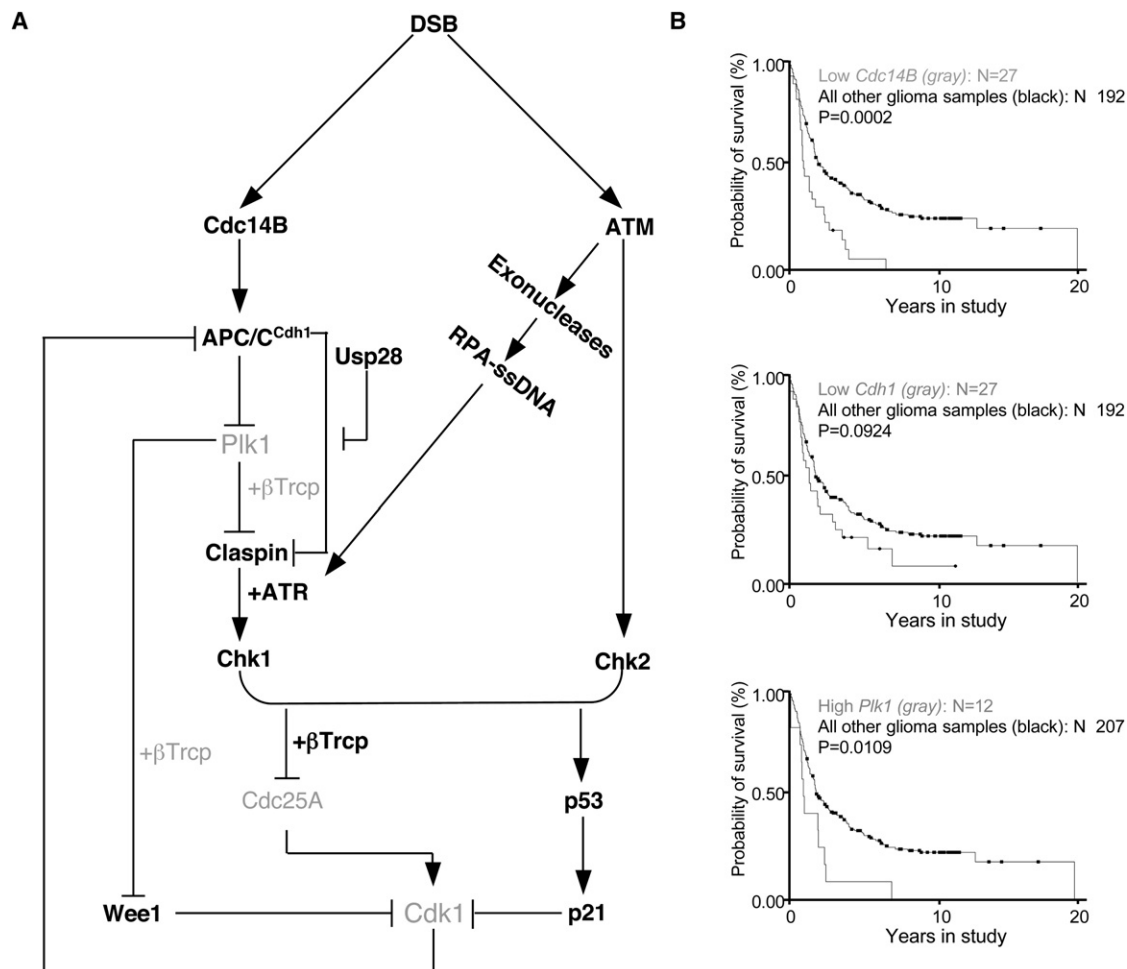 A
DSB
Cdc14B
ATM
Exonucleases
APC/C^Cdh1
Usp28
RPA-ssDNA
Plk1
+βTrcp
Claspin
+ATR
Chk1
Chk2
+βTrcp
+βTrcp
Cdc25A
p53
Wee1
Cdk1
p21
B
Probability of survival (%)
1.00
0.50
0.00
Low Cdc14B (gray): N=27
All other glioma samples (black): N 192
P=0.0002
0
10
20
Years in study
Probability of survival (%)
1.00
0.50
0.00
Low Cdh1 (gray): N=27
All other glioma samples (black): N 192
P=0.0924
0
10
20
Years in study
Probability of survival (%)
1.00
0.50
0.00
High Plk1 (gray): N=12
All other glioma samples (black): N 207
P=0.0109
0
10
20
Years in study